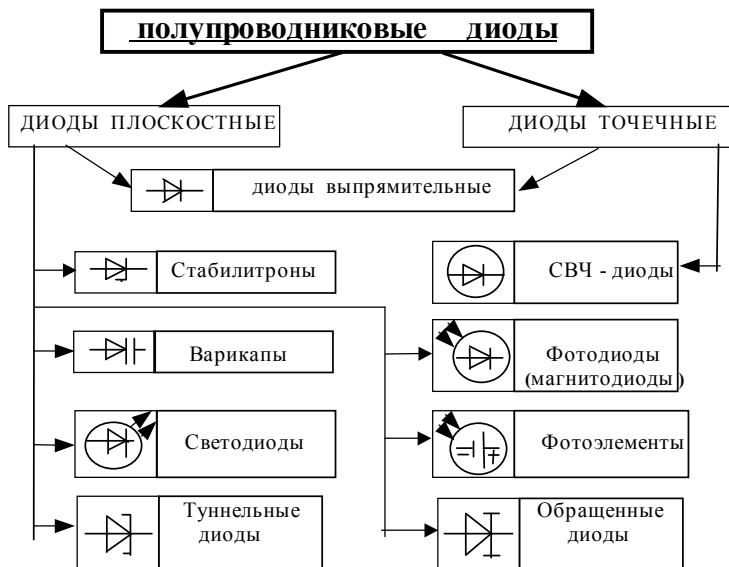 полупроводниковые диоды
ДИОДЫ ПЛОСКОСТНЫЕ
ДИОДЫ ТОЧЕЧНЫЕ
диоды выпрямительные
Стабилитроны
СВЧ - диоды
Варикапы
Фотодиоды
(магнитодиоды)
Светодиоды
Фотоэлементы
Туннельные
диоды
Обращенные
диоды